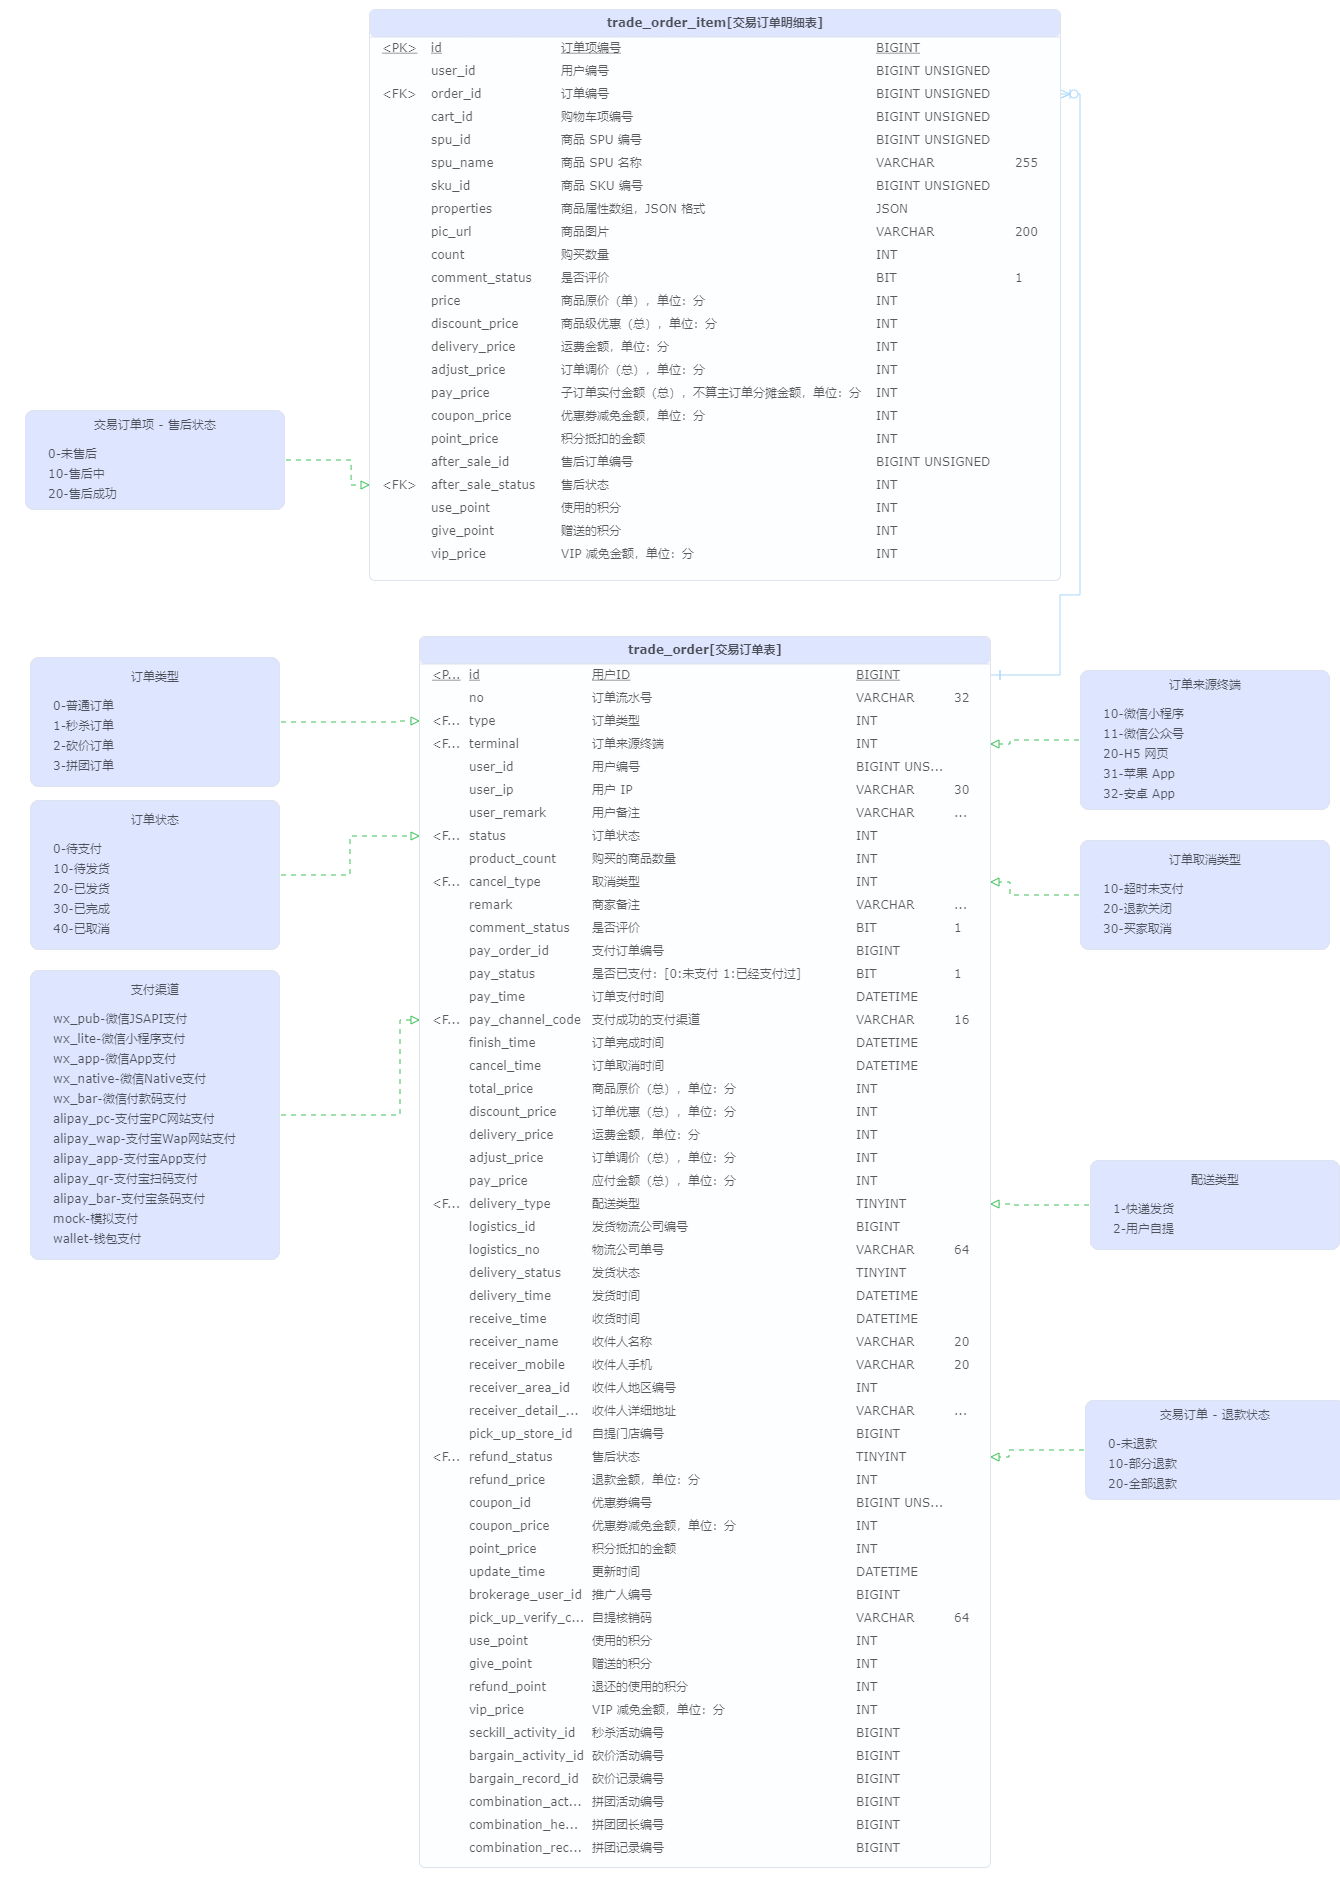 trade_order_item[交易订单明细表]
<PK> id 订单项编号 BIGINT
user_id 用户编号 BIGINT UNSIGNED
<FK> order_id 订单编号 BIGINT UNSIGNED
cart_id 购物车项编号 BIGINT UNSIGNED
spu_id 商品 SPU 编号 BIGINT UNSIGNED
spu_name 商品 SPU 名称 VARCHAR 255
sku_id 商品 SKU 编号 BIGINT UNSIGNED
properties 商品属性数组，JSON 格式 JSON
pic_url 商品图片 VARCHAR 200
count 购买数量 INT
comment_status 是否评价 BIT 1
price 商品原价（单），单位：分 INT
discount_price 商品级优惠（总），单位：分 INT
delivery_price 运费金额，单位：分 INT
adjust_price 订单调价（总），单位：分 INT
pay_price 子订单实付金额（总），不算主订单分摊金额，单位：分 INT
coupon_price 优惠劵减免金额，单位：分 INT
point_price 积分抵扣的金额 INT
after_sale_id 售后订单编号 BIGINT UNSIGNED
<FK> after_sale_status 售后状态 INT
use_point 使用的积分 INT
give_point 赠送的积分 INT
vip_price VIP 减免金额，单位：分 INT
交易订单项 - 售后状态
0-未售后
10-售后中
20-售后成功
trade_order[交易订单表]
<P... id 用户ID BIGINT
no 订单流水号 VARCHAR 32
<F... type 订单类型 INT
<F... terminal 订单来源终端 INT
user_id 用户编号 BIGINT UNS...
user_ip 用户 IP VARCHAR 30
user_remark 用户备注 VARCHAR ...
<F... status 订单状态 INT
product_count 购买的商品数量 INT
<F... cancel_type 取消类型 INT
remark 商家备注 VARCHAR ...
comment_status 是否评价 BIT 1
pay_order_id 支付订单编号 BIGINT
pay_status 是否已支付：[0:未支付 1:已经支付过] BIT 1
pay_time 订单支付时间 DATETIME
<F... pay_channel_code 支付成功的支付渠道 VARCHAR 16
finish_time 订单完成时间 DATETIME
cancel_time 订单取消时间 DATETIME
total_price 商品原价（总），单位：分 INT
discount_price 订单优惠（总），单位：分 INT
delivery_price 运费金额，单位：分 INT
adjust_price 订单调价（总），单位：分 INT
pay_price 应付金额（总），单位：分 INT
<F... delivery_type 配送类型 TINYINT
logistics_id 发货物流公司编号 BIGINT
logistics_no 物流公司单号 VARCHAR 64
delivery_status 发货状态 TINYINT
delivery_time 发货时间 DATETIME
receive_time 收货时间 DATETIME
receiver_name 收件人名称 VARCHAR 20
receiver_mobile 收件人手机 VARCHAR 20
receiver_area_id 收件人地区编号 INT
receiver_detail_... 收件人详细地址 VARCHAR ...
pick_up_store_id 自提门店编号 BIGINT
<F... refund_status 售后状态 TINYINT
refund_price 退款金额，单位：分 INT
coupon_id 优惠劵编号 BIGINT UNS...
coupon_price 优惠劵减免金额，单位：分 INT
point_price 积分抵扣的金额 INT
update_time 更新时间 DATETIME
brokerage_user_id 推广人编号 BIGINT
pick_up_verify_c... 自提核销码 VARCHAR 64
use_point 使用的积分 INT
give_point 赠送的积分 INT
refund_point 退还的使用的积分 INT
vip_price VIP 减免金额，单位：分 INT
seckill_activity_id 秒杀活动编号 BIGINT
bargain_activity_id 砍价活动编号 BIGINT
bargain_record_id 砍价记录编号 BIGINT
combination_act... 拼团活动编号 BIGINT
combination_he... 拼团团长编号 BIGINT
combination_rec... 拼团记录编号 BIGINT
订单类型
0-普通订单
1-秒杀订单
2-砍价订单
3-拼团订单
订单状态
0-待支付
10-待发货
20-已发货
30-已完成
40-已取消
支付渠道
wx_pub-微信JSAPI支付
wx_lite-微信小程序支付
wx_app-微信App支付
wx_native-微信Native支付
wx_bar-微信付款码支付
alipay_pc-支付宝PC网站支付
alipay_wap-支付宝Wap网站支付
alipay_app-支付宝App支付
alipay_qr-支付宝扫码支付
alipay_bar-支付宝条码支付
mock-模拟支付
wallet-钱包支付
订单来源终端
10-微信小程序
11-微信公众号
20-H5 网页
31-苹果 App
32-安卓 App
订单取消类型
10-超时未支付
20-退款关闭
30-买家取消
配送类型
1-快递发货
2-用户自提
交易订单 - 退款状态
0-未退款
10-部分退款
20-全部退款